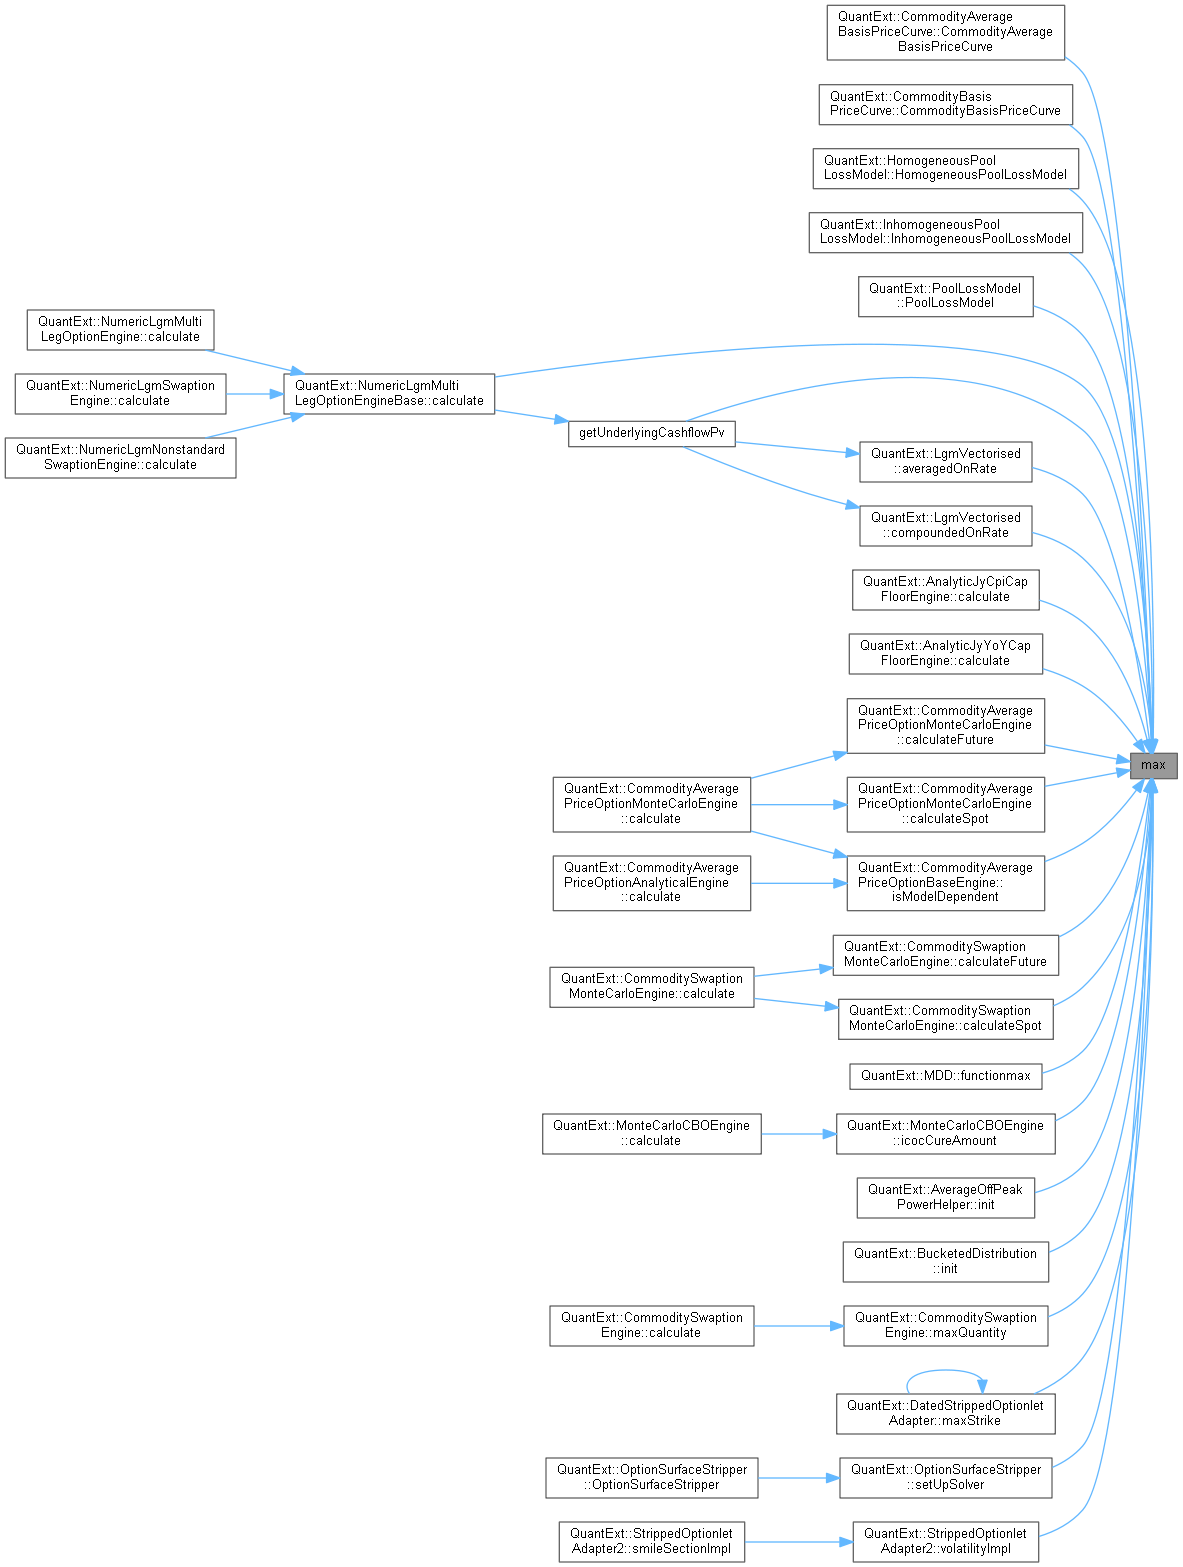 QuantExt::CommodityAverage
BasisPriceCurve::CommodityAverage
BasisPriceCurve
QuantExt::CommodityBasis
PriceCurve::CommodityBasisPriceCurve
QuantExt::HomogeneousPool
LossModel::HomogeneousPoolLossModel
QuantExt::InhomogeneousPool
LossModel::InhomogeneousPoolLossModel
QuantExt::PoolLossModel
::PoolLossModel
QuantExt::NumericLgmMulti
LegOptionEngine::calculate
QuantExt::NumericLgmSwaption
Engine::calculate
QuantExt::NumericLgmNonstandard
SwaptionEngine::calculate
QuantExt::NumericLgmMulti
LegOptionEngineBase::calculate
getUnderlyingCashflowPv
QuantExt::LgmVectorised
::averagedOnRate
QuantExt::LgmVectorised
::compoundedOnRate
QuantExt::AnalyticJyCpiCap
FloorEngine::calculate
QuantExt::AnalyticJyYoYCap
FloorEngine::calculate
QuantExt::CommodityAverage
PriceOptionMonteCarloEngine
::calculateFuture
max
QuantExt::CommodityAverage
PriceOptionMonteCarloEngine
::calculate
QuantExt::CommodityAverage
PriceOptionMonteCarloEngine
::calculateSpot
QuantExt::CommodityAverage
PriceOptionAnalyticalEngine
::calculate
QuantExt::CommodityAverage
PriceOptionBaseEngine::
isModelDependent
QuantExt::CommoditySwaption
MonteCarloEngine::calculateFuture
QuantExt::CommoditySwaption
MonteCarloEngine::calculate
QuantExt::CommoditySwaption
MonteCarloEngine::calculateSpot
QuantExt::MDD::functionmax
QuantExt::MonteCarloCBOEngine
::calculate
QuantExt::MonteCarloCBOEngine
::icocCureAmount
QuantExt::AverageOffPeak
PowerHelper::init
QuantExt::BucketedDistribution
::init
QuantExt::CommoditySwaption
Engine::calculate
QuantExt::CommoditySwaption
Engine::maxQuantity
QuantExt::DatedStrippedOptionlet
Adapter::maxStrike
QuantExt::OptionSurfaceStripper
::OptionSurfaceStripper
QuantExt::OptionSurfaceStripper
::setUpSolver
QuantExt::StrippedOptionlet
Adapter2::smileSectionImpl
QuantExt::StrippedOptionlet
Adapter2::volatilityImpl